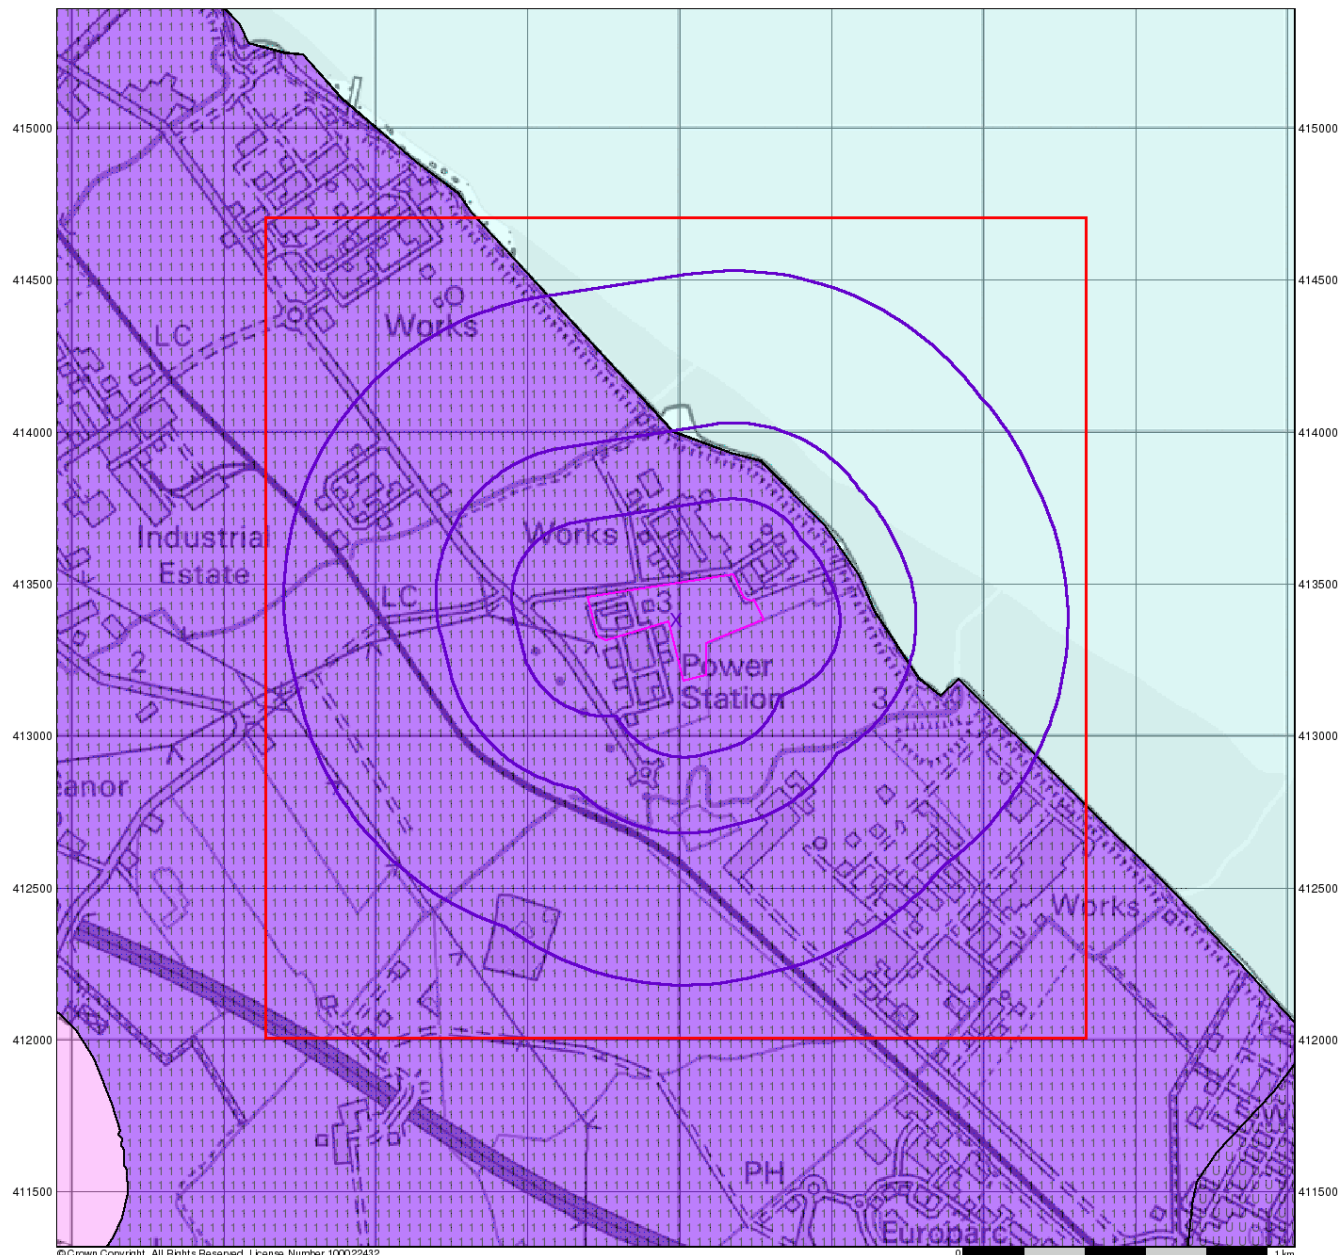 415000
415000
414500
414500
LC
Works
414000
414000
Industrial
Estate
Works
413500
413500
LC
3
2
Power
Station
3
413000
413000
eanor
412500
412500
Works
412000
412000
W
PH
411500
411500
Europarc
© Crown Copyright. All Rights Reserved. License Number 100022432
0
1 km